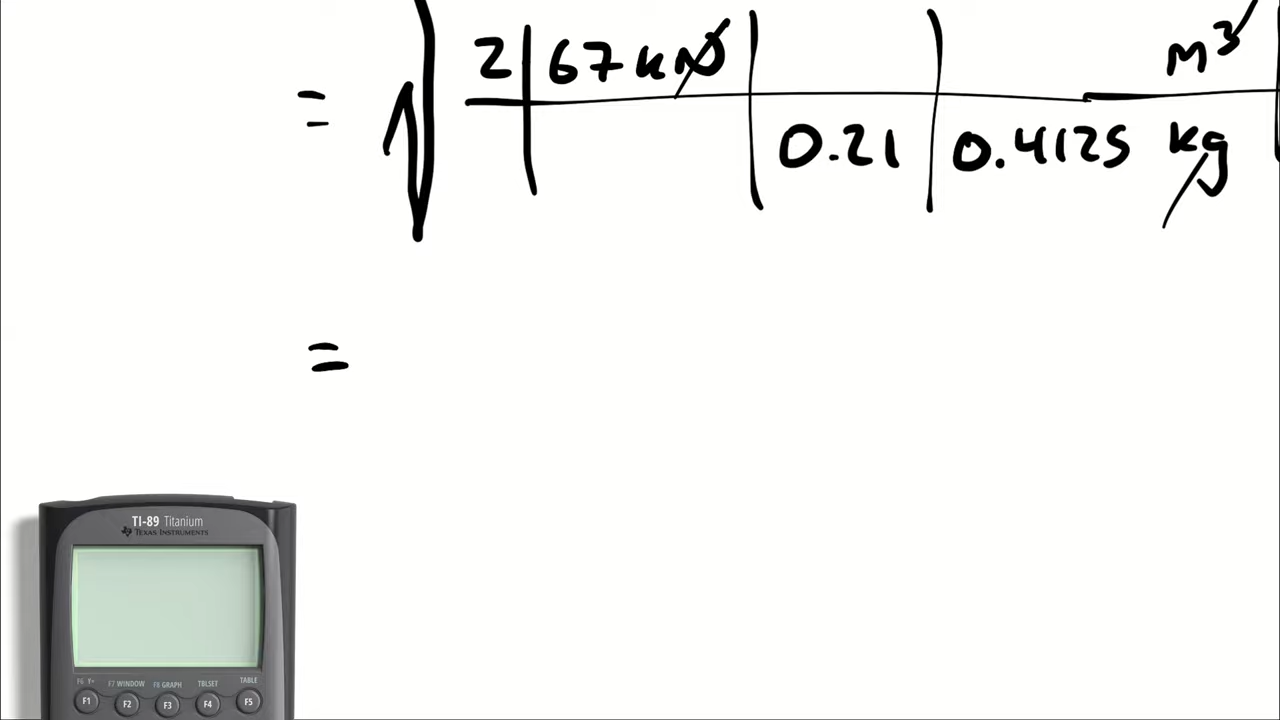 = √ 2 | 67 kN | | m³
0.21 | 0.4125 kg
=
TI-89 Titanium
TEXAS INSTRUMENTS
F6 Y= F7 WINDOW F8 GRAPH TBLSET TABLE
F1 F2 F3 F4 F5